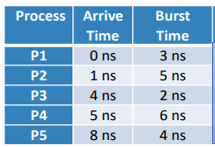 Process Arrive Time Burst Time
P1 0 ns 3 ns
P2 1 ns 5 ns
P3 4 ns 2 ns
P4 5 ns 6 ns
P5 8 ns 4 ns